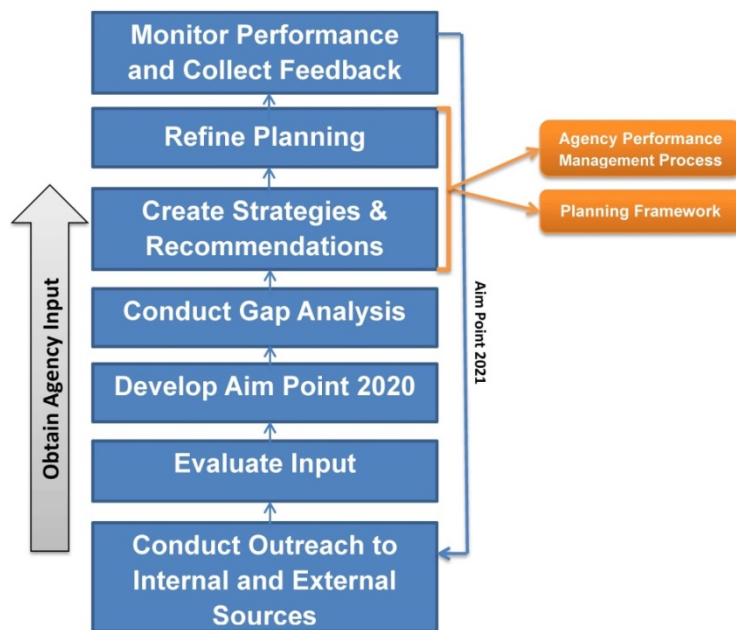 Monitor Performance
and Collect Feedback
Refine Planning
Create Strategies &
Recommendations
Conduct Gap Analysis
Develop Aim Point 2020
Evaluate Input
Conduct Outreach to
Internal and External
Sources
Obtain Agency Input
Aim Point 2021
Agency Performance
Management Process
Planning Framework